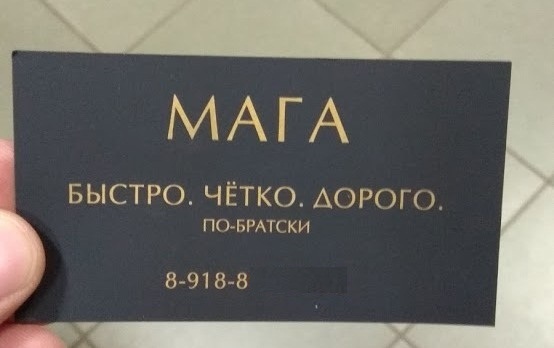 МАГА
БЫСТРО. ЧЁТКО. ДОРОГО.
ПО-БРАТСКИ
8-918-8